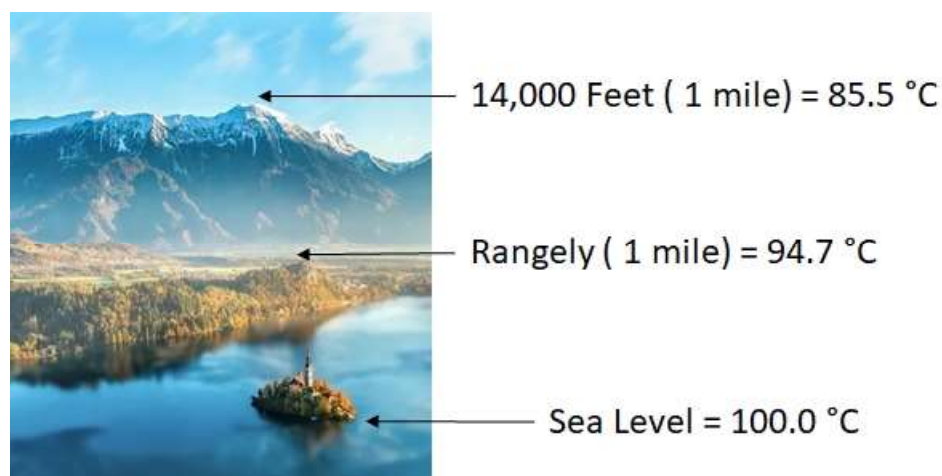 14,000 Feet ( 1 mile) = 85.5 °C
Rangely ( 1 mile) = 94.7 °C
Sea Level = 100.0 °C